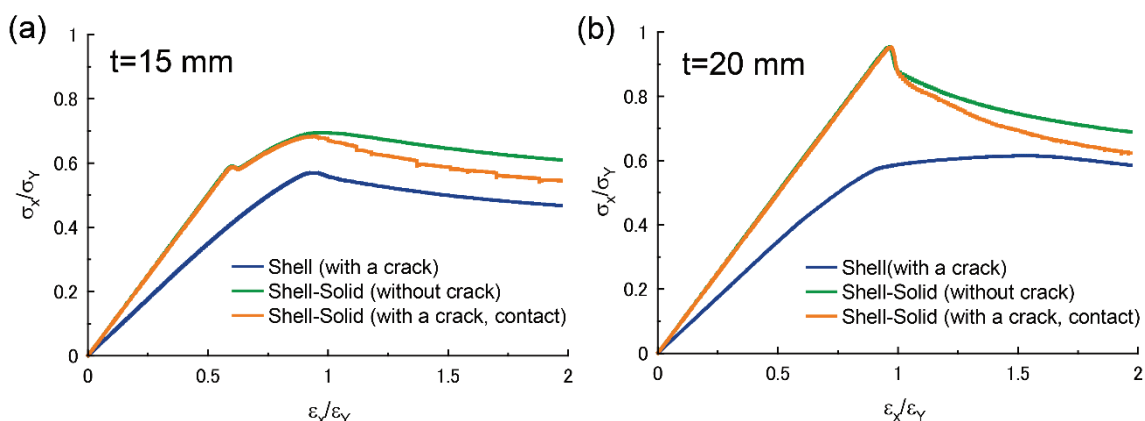 (a)
t=15 mm
1
0.8
0.6
0.4
0.2
0
σx/σY
Shell (with a crack)
Shell-Solid (without crack)
Shell-Solid (with a crack, contact)
0 0.5 1 1.5 2
εx/εY
(b)
t=20 mm
1
0.8
0.6
0.4
0.2
0
σx/σY
Shell(with a crack)
Shell-Solid (without crack)
Shell-Solid (with a crack, contact)
0 0.5 1 1.5 2
εx/εY